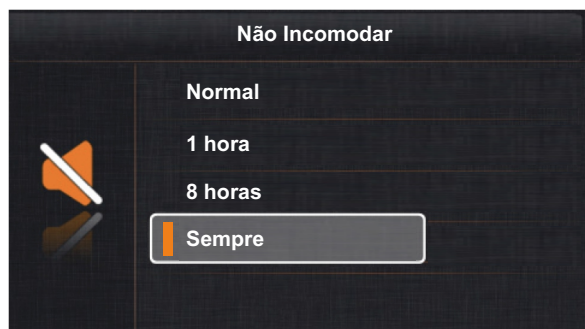 Não Incomodar
Normal
1 hora
8 horas
Sempre